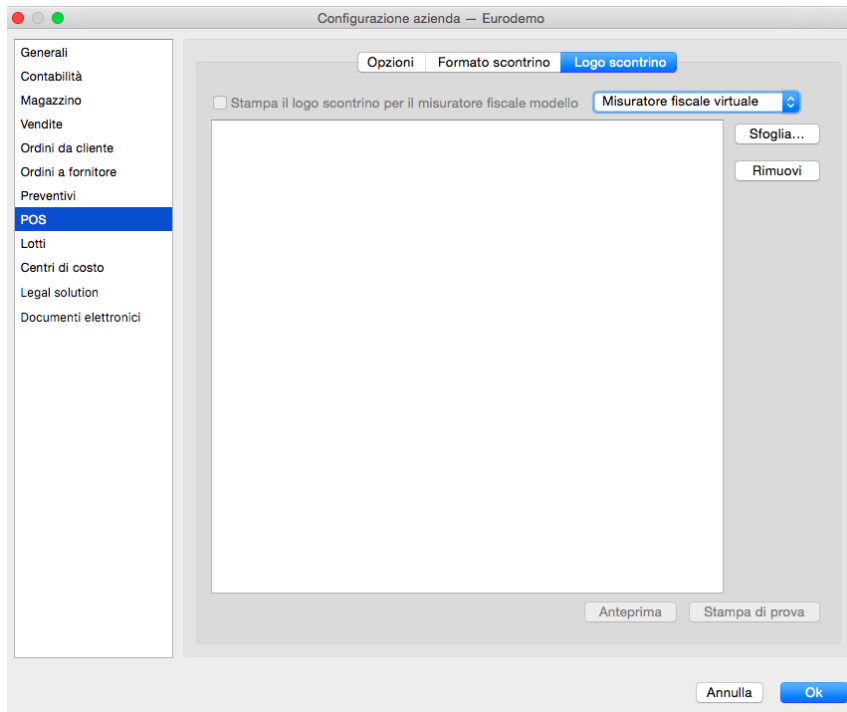 Configurazione azienda — Eurodemo
Generali
Contabilità
Magazzino
Vendite
Ordini da cliente
Ordini a fornitore
Preventivi
POS
Lotti
Centri di costo
Legal solution
Documenti elettronici
Opzioni Formato scontrino Logo scontrino
Stampa il logo scontrino per il misuratore fiscale modello Misuratore fiscale virtuale
Sfoglia...
Rimuovi
Anteprima Stampa di prova
Annulla Ok